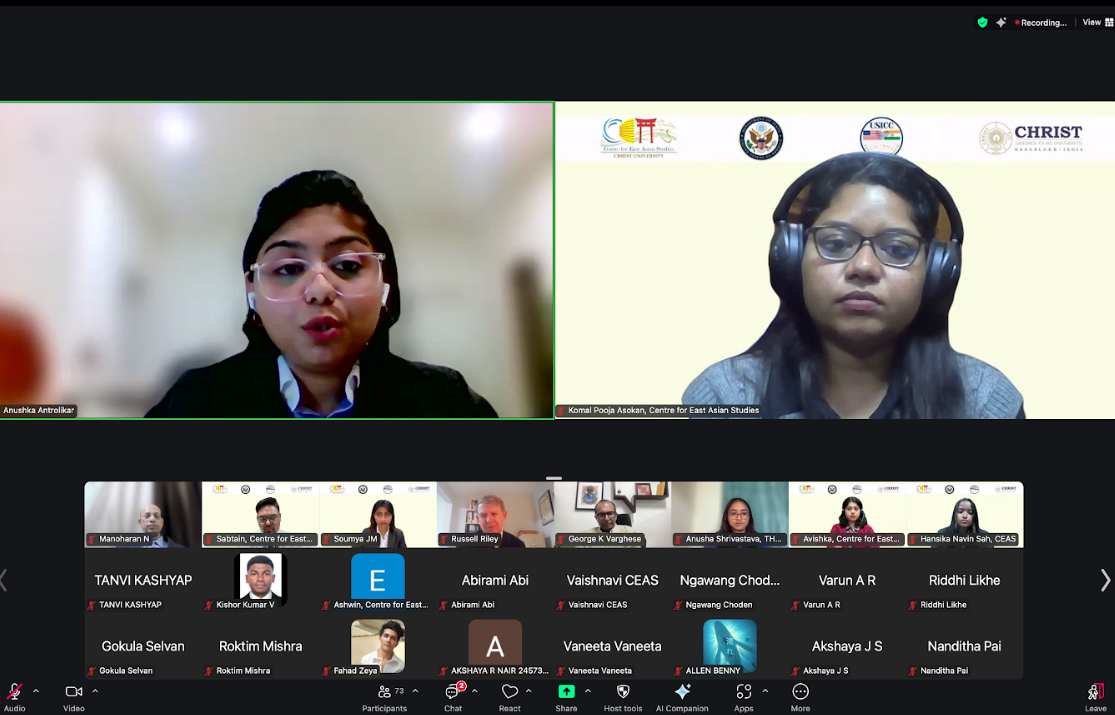 Recording...
View
Centre for East Asian Studies
CHRIST UNIVERSITY
USICC
CHRIST
DEEMED TO BE UNIVERSITY
BANGALORE · INDIA
Anushka Antrolikar
Komal Pooja Asokan, Centre for East Asian Studies
Manoharan N
Sabtain, Centre for East...
Soumya JM
Russell Riley
George K Varghese
Anusha Shrivastava, TH...
Avishka, Centre for East...
Hansika Navin Sah, CEAS
TANVI KASHYAP
E
Abirami Abi
Vaishnavi CEAS
Ngawang Chod...
Varun A R
Riddhi Likhe
TANVI KASHYAP
Kishor Kumar V
Ashwin, Centre for East...
Abirami Abi
Vaishnavi CEAS
Ngawang Choden
Varun A R
Riddhi Likhe
Gokula Selvan
Roktim Mishra
A
Vaneeta Vaneeta
Akshaya J S
Nanditha Pai
Gokula Selvan
Roktim Mishra
Fahad Zeya
AKSHAYA R NAIR 24573...
Vaneeta Vaneeta
ALLEN BENNY
Akshaya J S
Nanditha Pai
73
2
Audio
Video
Participants
Chat
React
Share
Host tools
AI Companion
Apps
More
Leave